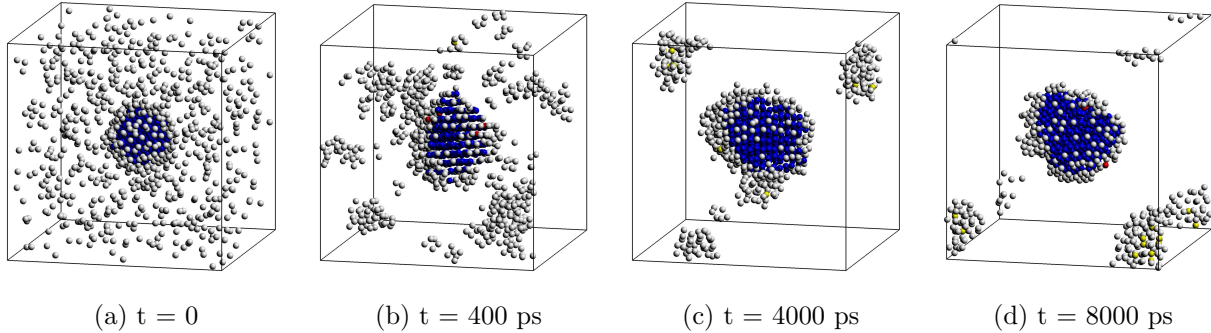 (a) t = 0 (b) t = 400 ps (c) t = 4000 ps (d) t = 8000 ps